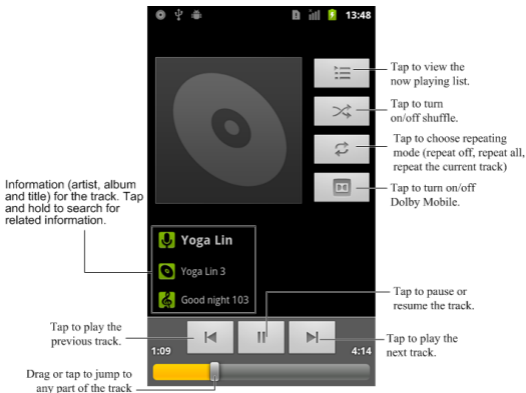 13:48
Tap to view the
now playing list.
Tap to turn
on/off shuffle.
Tap to choose repeating
mode (repeat off, repeat all,
repeat the current track)
Tap to turn on/off
Dolby Mobile.
Information (artist, album
and title) for the track. Tap
and hold to search for
related information.
Yoga Lin
Yoga Lin 3
Good night 103
Tap to pause or
resume the track.
Tap to play the
previous track.
Tap to play the
next track.
1:09
4:14
Drag or tap to jump to
any part of the track